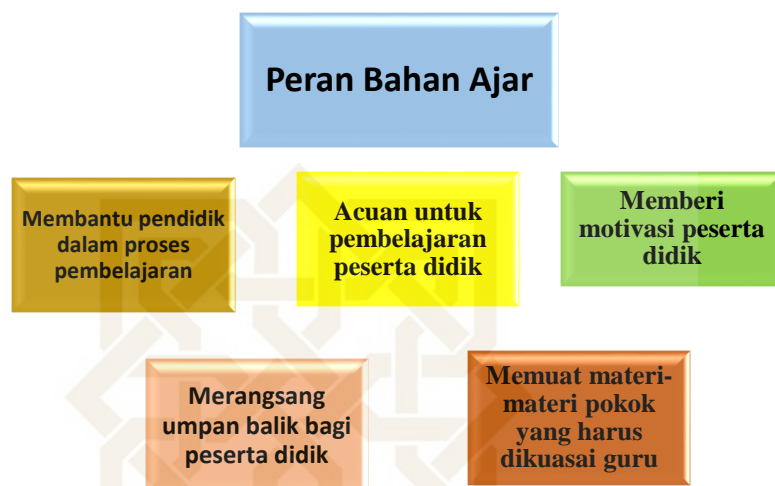 Peran Bahan Ajar
Membantu pendidik
dalam proses
pembelajaran
Acuan untuk
pembelajaran
peserta didik
Memberi
motivasi peserta
didik
Merangsang
umpan balik bagi
peserta didik
Memuat materi-
materi pokok
yang harus
dikuasai guru